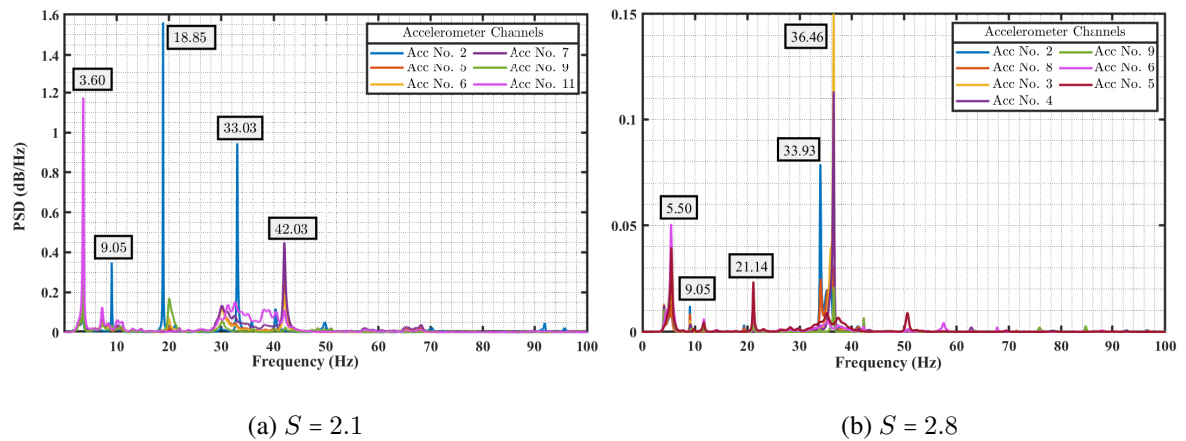 PSD (dB/Hz)
1.6
1.4
1.2
1
0.8
0.6
0.4
0.2
0
10 20 30 40 50 60 70 80 90 100
Frequency (Hz)
3.60
9.05
18.85
33.03
42.03
Accelerometer Channels
Acc No. 2 Acc No. 7
Acc No. 5 Acc No. 9
Acc No. 6 Acc No. 11
(a) S = 2.1
0.15
0.1
0.05
0
0 10 20 30 40 50 60 70 80 90 100
Frequency (Hz)
5.50
9.05
21.14
33.93
36.46
Accelerometer Channels
Acc No. 2 Acc No. 9
Acc No. 8 Acc No. 6
Acc No. 3 Acc No. 5
Acc No. 4
(b) S = 2.8